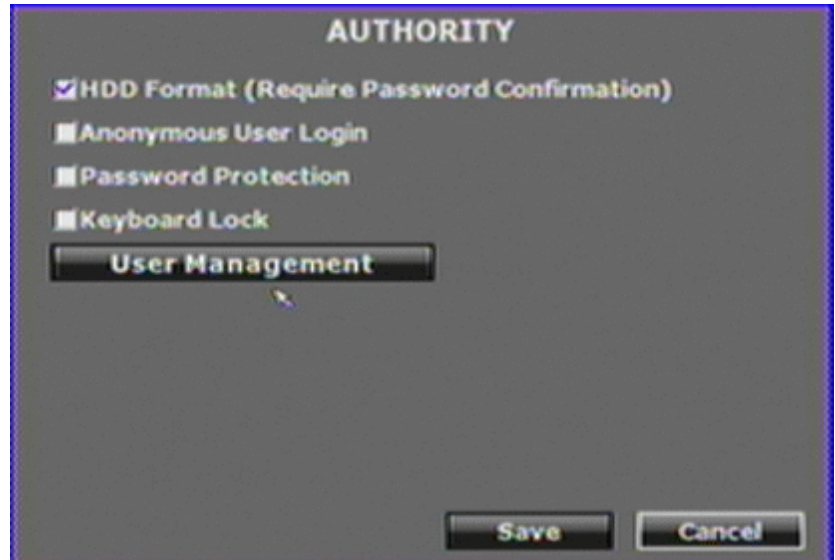 AUTHORITY
HDD Format (Require Password Confirmation)
Anonymous User Login
Password Protection
Keyboard Lock
User Management
Save
Cancel